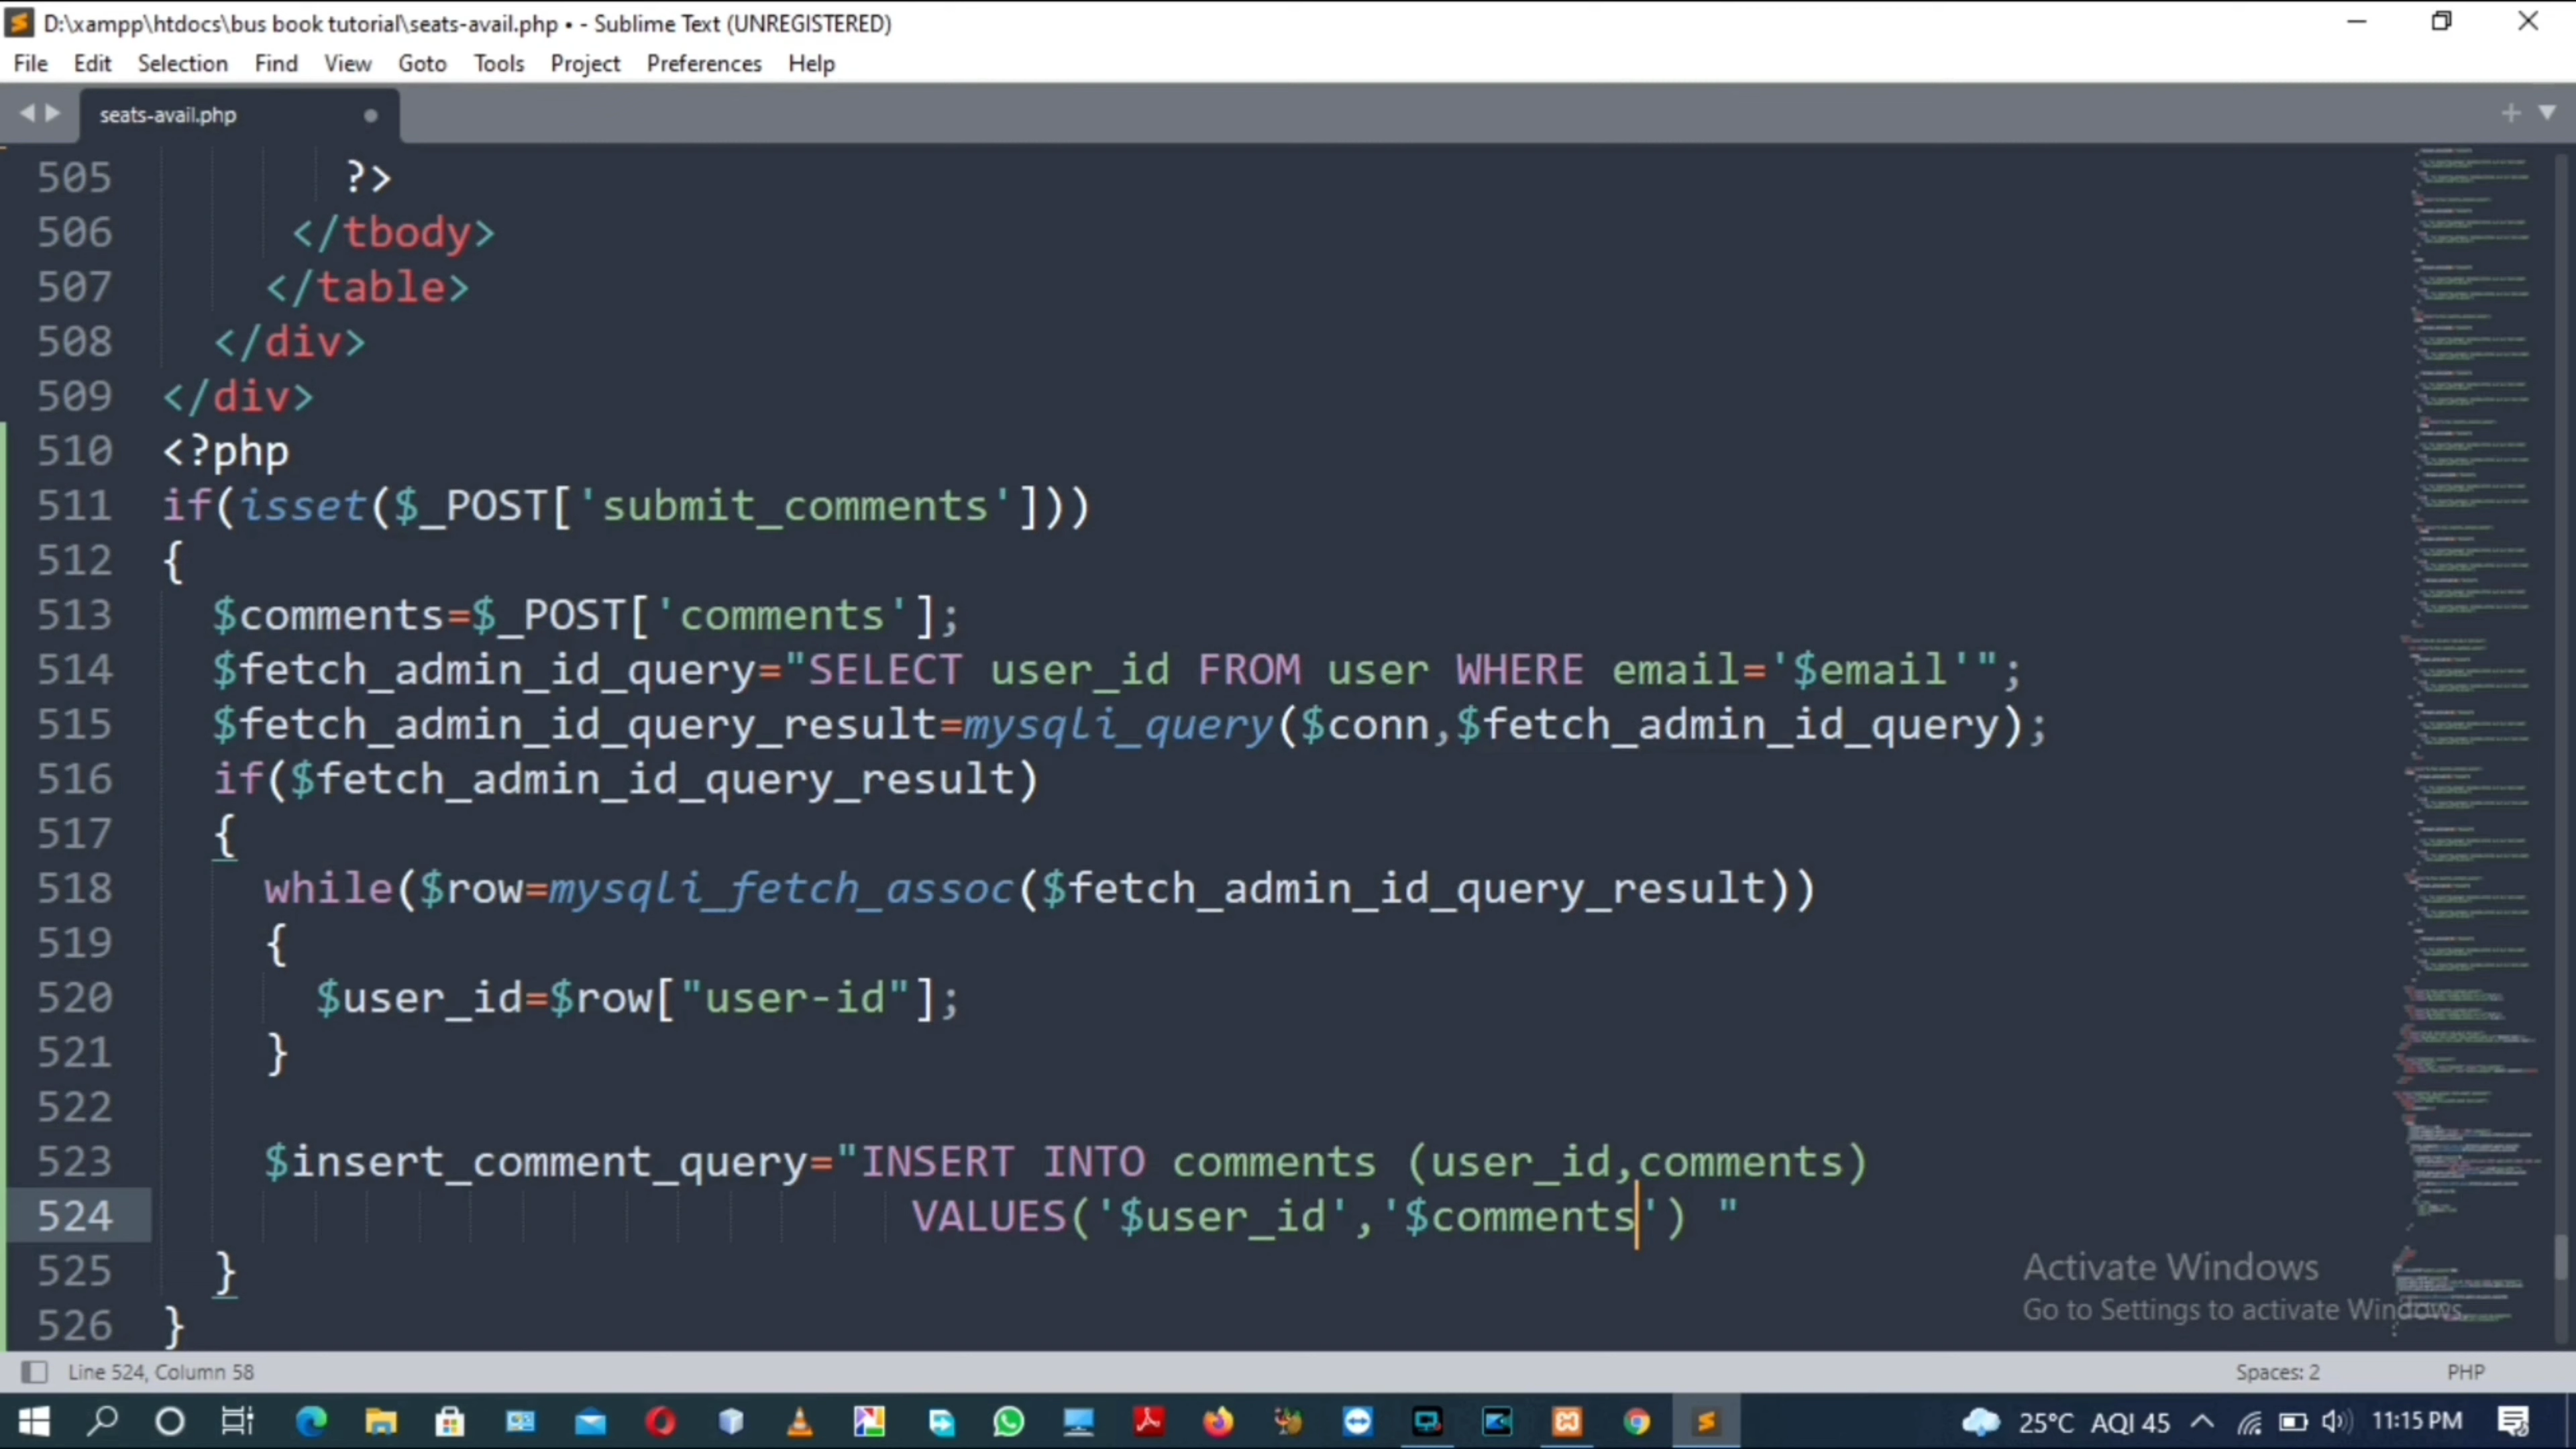 D:\xampp\htdocs\bus book tutorial\seats-avail.php • - Sublime Text (UNREGISTERED)
File Edit Selection Find View Goto Tools Project Preferences Help
seats-avail.php
505 ?>
506 </tbody>
507 </table>
508 </div>
509 </div>
510 <?php
511 if(isset($_POST['submit_comments']))
512 {
513 $comments=$_POST['comments'];
514 $fetch_admin_id_query="SELECT user_id FROM user WHERE email='$email'";
515 $fetch_admin_id_query_result=mysqli_query($conn,$fetch_admin_id_query);
516 if($fetch_admin_id_query_result)
517 {
518 while($row=mysqli_fetch_assoc($fetch_admin_id_query_result))
519 {
520 $user_id=$row["user-id"];
521 }
522
523 $insert_comment_query="INSERT INTO comments (user_id,comments)
524 VALUES('$user_id','$comments') "
525 }
526 }
Activate Windows
Go to Settings to activate Windows.
Line 524, Column 58 Spaces: 2 PHP
25°C AQI 45 11:15 PM